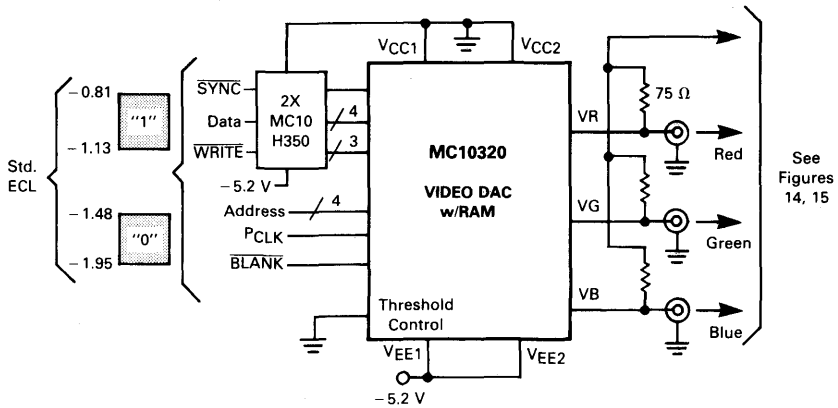 Std.
ECL
– 0.81
"1"
– 1.13
– 1.48
"0"
– 1.95
SYNC
Data
WRITE
2X
MC10
H350
– 5.2 V
4
3
Address
4
PCLK
BLANK
VCC1
VCC2
MC10320
VIDEO DAC
w/RAM
Threshold
Control
VEE1
VEE2
– 5.2 V
VR
75 Ω
Red
VG
Green
VB
Blue
See
Figures
14, 15